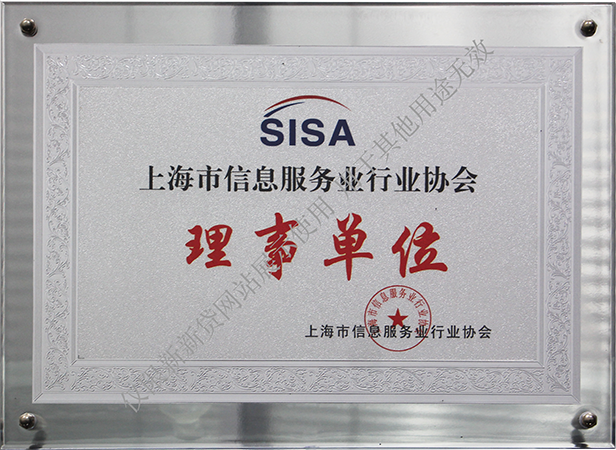 SISA
上海市信息服务业行业协会
理事单位
上海市信息服务业行业协会
上海市信息服务业行业协会
仅限新新贷网站展示使用 用于其他用途无效